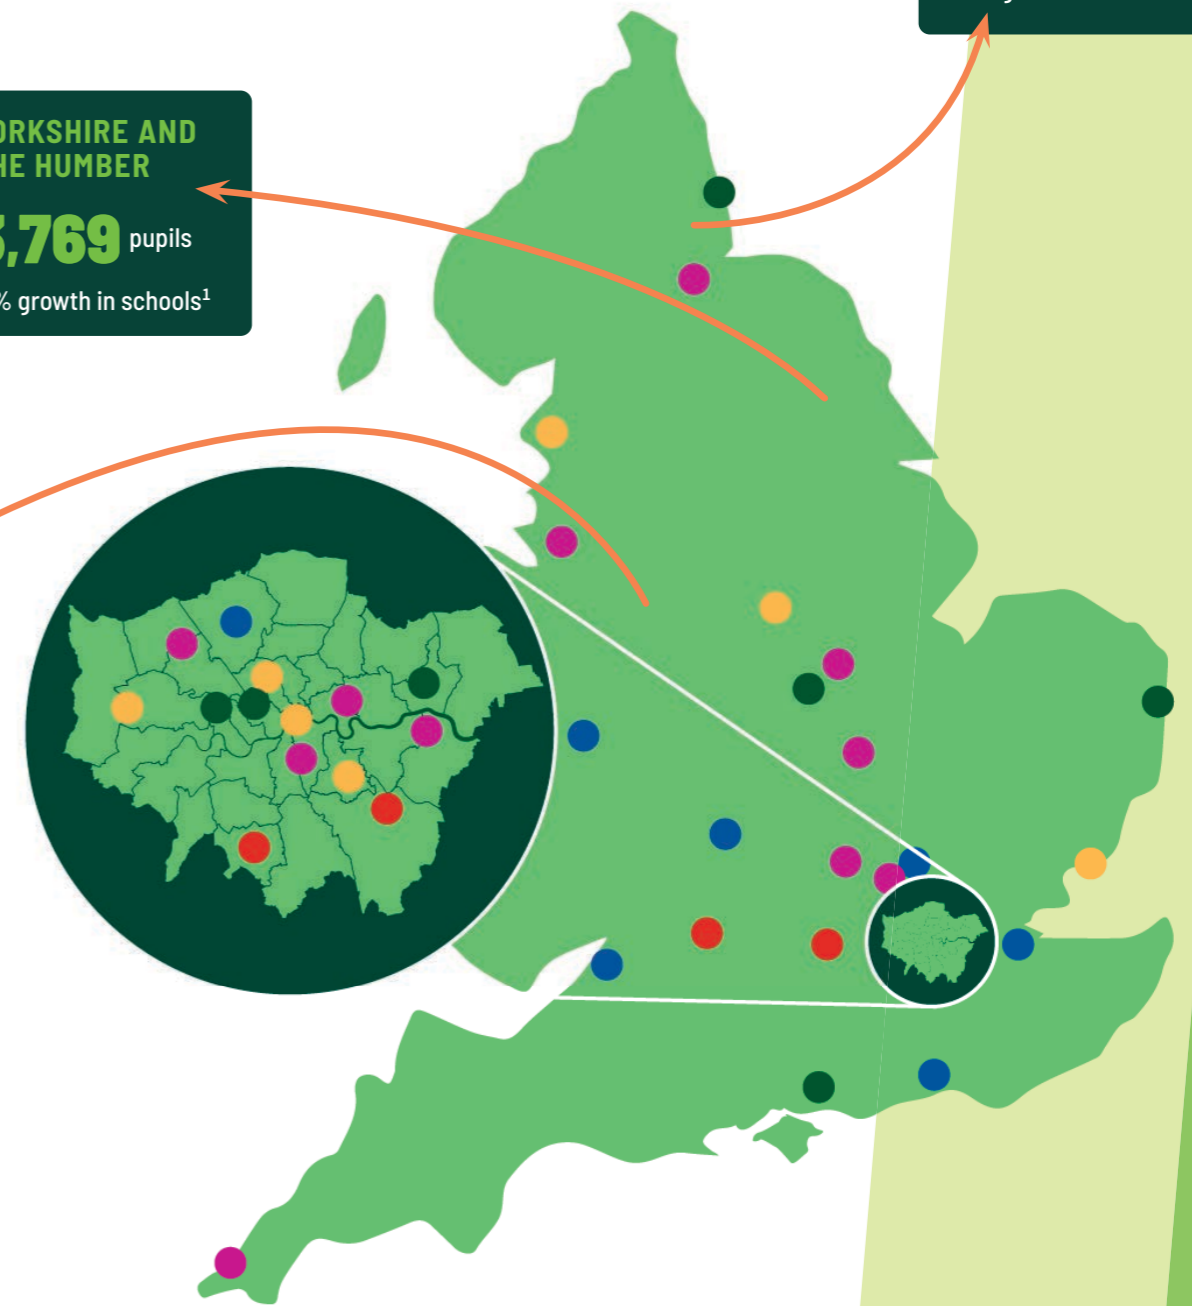 ORKSHIRE AND
HE HUMBER
,769 pupils
% growth in schools¹